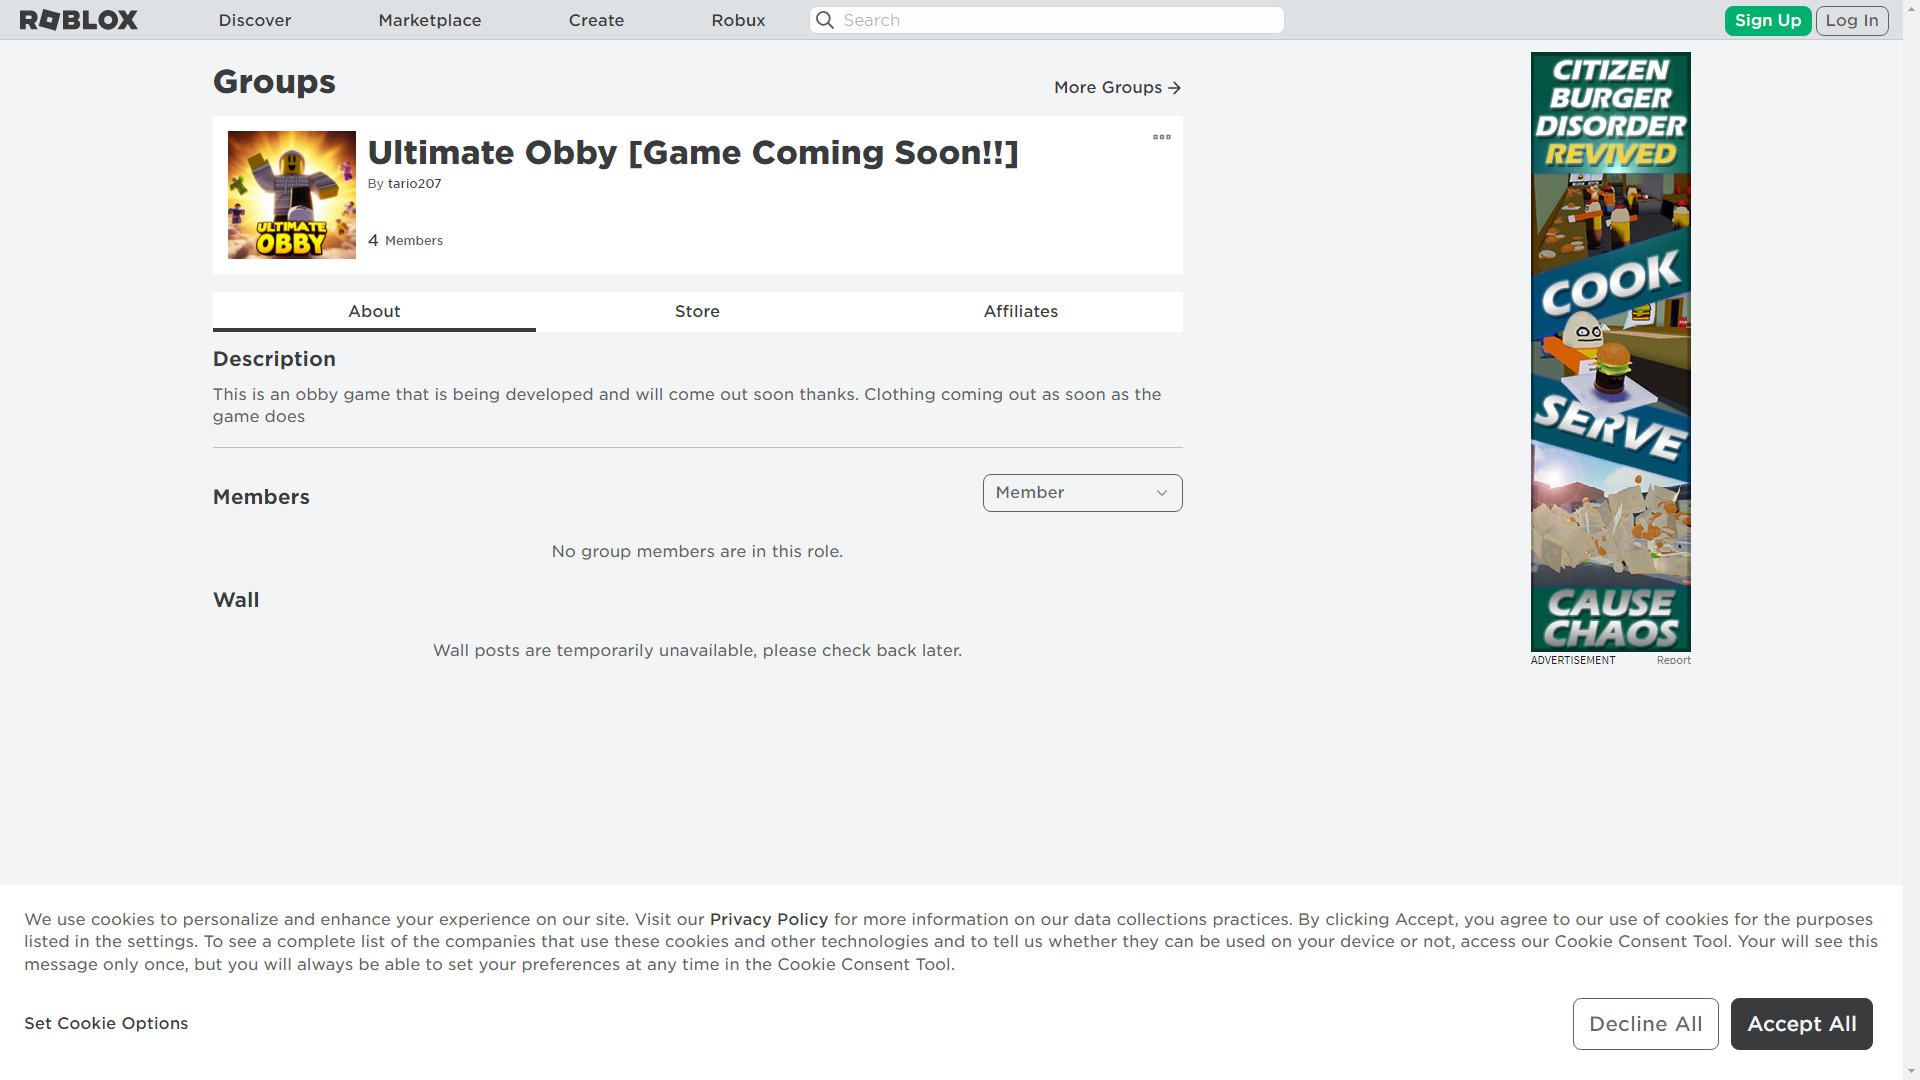 ROBLOX
Discover
Marketplace
Create
Robux
Search
Sign Up
Log In
Groups
More Groups
ULTIMATE
OBBY
Ultimate Obby [Game Coming Soon!!]
By tario207
4 Members
About
Store
Affiliates
Description
This is an obby game that is being developed and will come out soon thanks. Clothing coming out as soon as the
game does
Members
Member
No group members are in this role.
Wall
Wall posts are temporarily unavailable, please check back later.
CITIZEN
BURGER
DISORDER
REVIVED
COOK
SERVE
CAUSE
CHAOS
ADVERTISEMENT
Report
We use cookies to personalize and enhance your experience on our site. Visit our Privacy Policy for more information on our data collections practices. By clicking Accept, you agree to our use of cookies for the purposes
listed in the settings. To see a complete list of the companies that use these cookies and other technologies and to tell us whether they can be used on your device or not, access our Cookie Consent Tool. Your will see this
message only once, but you will always be able to set your preferences at any time in the Cookie Consent Tool.
Set Cookie Options
Decline All
Accept All